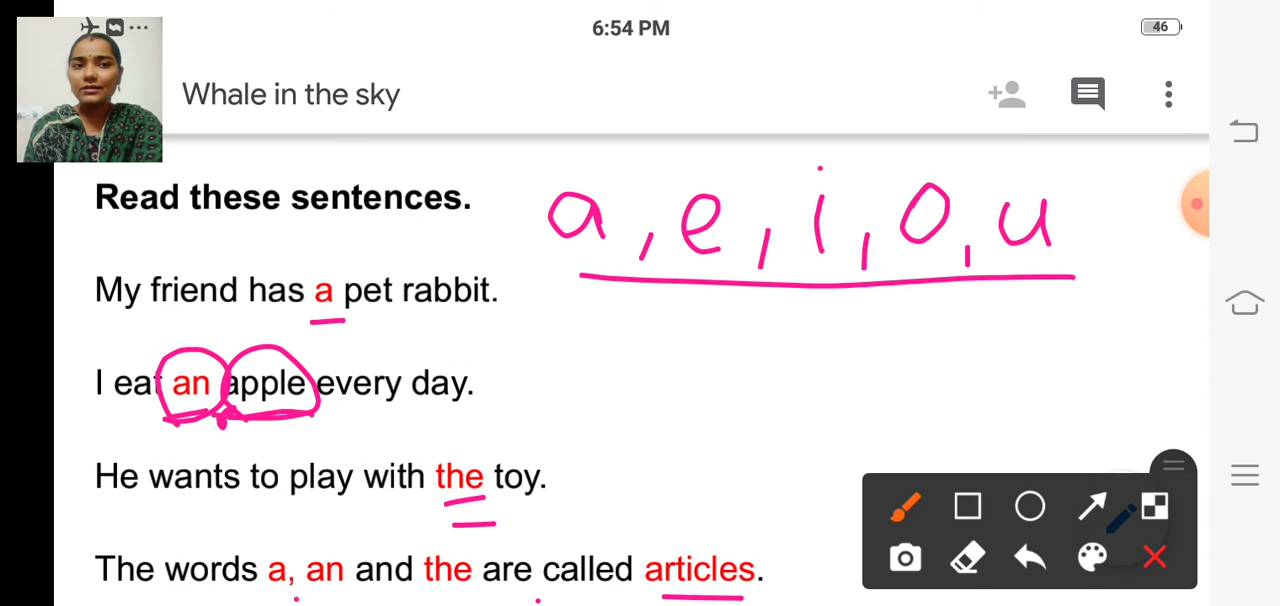 6:54 PM
46
Whale in the sky
Read these sentences.
a, e, i, o, u
My friend has a pet rabbit.
I eat an apple every day.
He wants to play with the toy.
The words a, an and the are called articles.